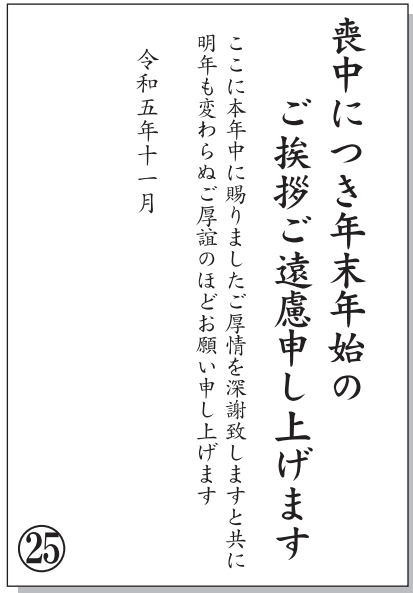 喪中につき年末年始の
ご挨拶ご遠慮申し上げます
ここに本年中に賜りましたご厚情を深謝致しますと共に
明年も変わらぬご厚誼のほどお願い申し上げます
令和五年十一月
㉕